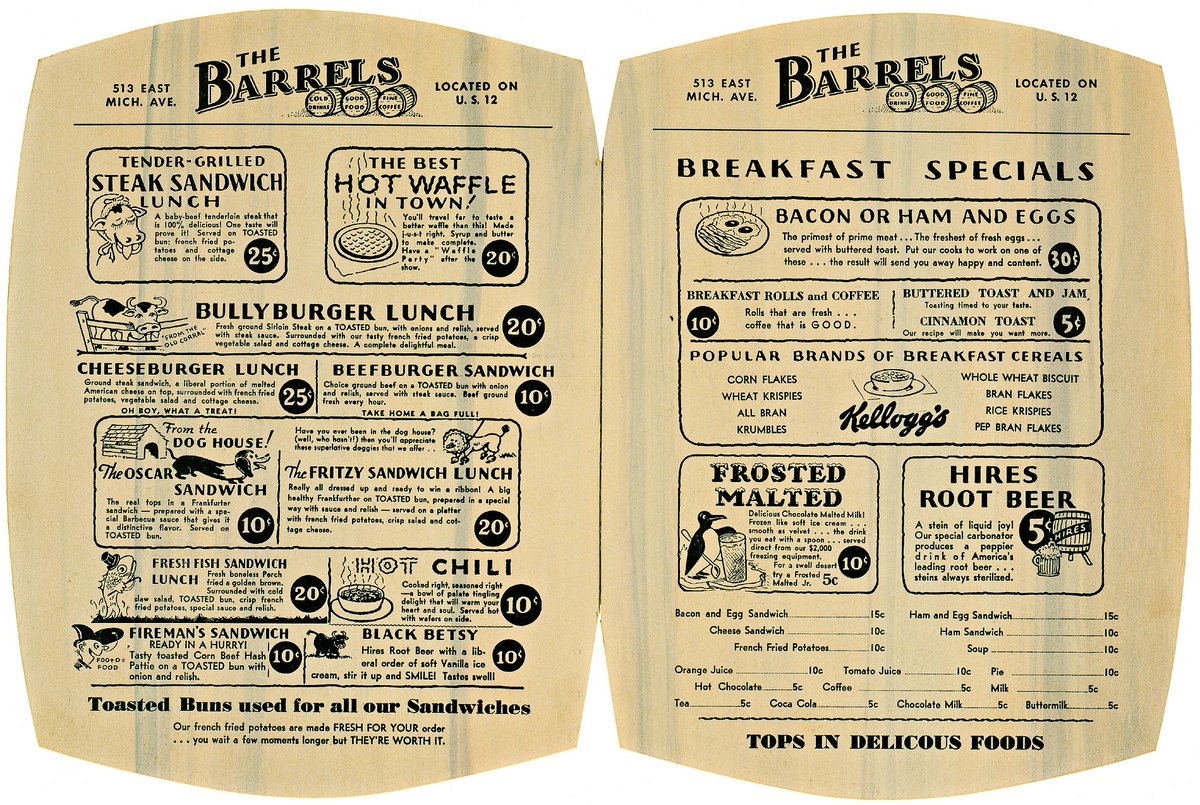 513 EAST
MICH. AVE.
THE
BARRELS
COLD DRINKS
GOOD FOOD
FINE COFFEE
LOCATED ON
U. S. 12
TENDER-GRILLED
STEAK SANDWICH
LUNCH
A baby-beef tenderloin steak that
is 100% delicious! One taste will
prove it! Served on TOASTED
bun; french fried po-
tatoes and cottage
cheese on the side.
25¢
THE BEST
HOT WAFFLE
IN TOWN!
You'll travel far to taste a
better waffle than this! Made
j-u-s-t right. Syrup and butter
to make complete.
Have a "Waffle
Party" after the
show.
20¢
"FROM THE
OLD CORRAL"
BULLYBURGER LUNCH
Fresh ground Sirloin Steak on a TOASTED bun, with onions and relish, served
with steak sauce. Surrounded with our tasty french fried potatoes, a crisp
vegetable salad and cottage cheese. A complete delightful meal.
20¢
CHEESEBURGER LUNCH
Ground steak sandwich, a liberal portion of melted
American cheese on top, surrounded with french fried
potatoes, vegetable salad and cottage cheese.
OH BOY, WHAT A TREAT!
25¢
BEEFBURGER SANDWICH
Choice ground beef on a TOASTED bun with onion
and relish, served with steak sauce. Beef ground
fresh every hour.
TAKE HOME A BAG FULL!
10¢
From the
DOG HOUSE!
The OSCAR
SANDWICH
The real tops in a Frankfurter
sandwich — prepared with a spe-
cial Barbecue sauce that gives it
a distinctive flavor. Served on
TOASTED bun.
10¢
Have you ever been in the dog house?
(well, who hasn't!) then you'll appreciate
these superlative doggies that we offer . .
The FRITZY SANDWICH LUNCH
Really all dressed up and ready to win a ribbon! A big
healthy Frankfurther on TOASTED bun, prepared in a special
way with sauce and relish — served on a platter
with french fried potatoes, crisp salad and cot-
tage cheese.
20¢
FRESH FISH SANDWICH
LUNCH
Fresh boneless Perch
fried a golden brown.
Surrounded with cold
slaw salad, TOASTED bun, crisp french
fried potatoes, special sauce and relish.
20¢
HOT CHILI
Cooked right, seasoned right
—a bowl of palate tingling
delight that will warm your
heart and soul. Served hot
with wafers on side.
10¢
FOOD
FOOD
FIREMAN'S SANDWICH
READY IN A HURRY!
Tasty toasted Corn Beef Hash
Pattie on a TOASTED bun with
onion and relish.
10¢
BLACK BETSY
Hires Root Beer with a lib-
eral order of soft Vanilla ice
cream, stir it up and SMILE! Tastes swell!
10¢
Toasted Buns used for all our Sandwiches
Our french fried potatoes are made FRESH FOR YOUR order
. . . you wait a few moments longer but THEY'RE WORTH IT.
513 EAST
MICH. AVE.
THE
BARRELS
COLD DRINKS
GOOD FOOD
FINE COFFEE
LOCATED ON
U. S. 12
BREAKFAST SPECIALS
BACON OR HAM AND EGGS
The primest of prime meat . . . The freshest of fresh eggs . . .
served with buttered toast. Put our cooks to work on one of
these . . . the result will send you away happy and content.
30¢
BREAKFAST ROLLS and COFFEE
10¢
Rolls that are fresh . . .
coffee that is GOOD.
BUTTERED TOAST AND JAM
Toasting timed to your taste.
CINNAMON TOAST
Our recipe will make you want more.
5¢
POPULAR BRANDS OF BREAKFAST CEREALS
CORN FLAKES
WHEAT KRISPIES
ALL BRAN
KRUMBLES
Kellogg's
WHOLE WHEAT BISCUIT
BRAN FLAKES
RICE KRISPIES
PEP BRAN FLAKES
FROSTED
MALTED
Delicious Chocolate Malted Milk!
Frozen like soft ice cream . . .
smooth as velvet . . . the drink
you eat with a spoon . . . served
direct from our $2,000
freezing equipment.
For a swell desert
try a Frosted
Malted Jr. 5c
10¢
HIRES
ROOT BEER
A stein of liquid joy!
Our special carbonator
produces a peppier
drink of America's
leading root beer . . .
steins always sterilized.
5¢
HIRES
Bacon and Egg Sandwich 15c
Cheese Sandwich 10c
French Fried Potatoes 10c
Ham and Egg Sandwich 15c
Ham Sandwich 10c
Soup 10c
Orange Juice 10c Tomato Juice 10c Pie 10c
Hot Chocolate 5c Coffee 5c Milk 5c
Tea 5c Coca Cola 5c Chocolate Milk 5c Buttermilk 5c
TOPS IN DELICOUS FOODS